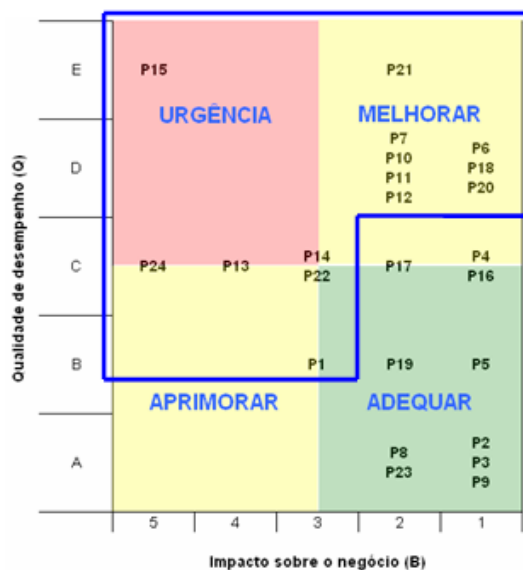 Qualidade de desempenho (Q)
E
P15
P21
URGÊNCIA
MELHORAR
D
P7
P10
P11
P12
P6
P18
P20
C
P24
P13
P14
P22
P17
P4
P16
B
P1
P19
P5
APRIMORAR
ADEQUAR
A
P8
P23
P2
P3
P9
5 4 3 2 1
Impacto sobre o negócio (B)